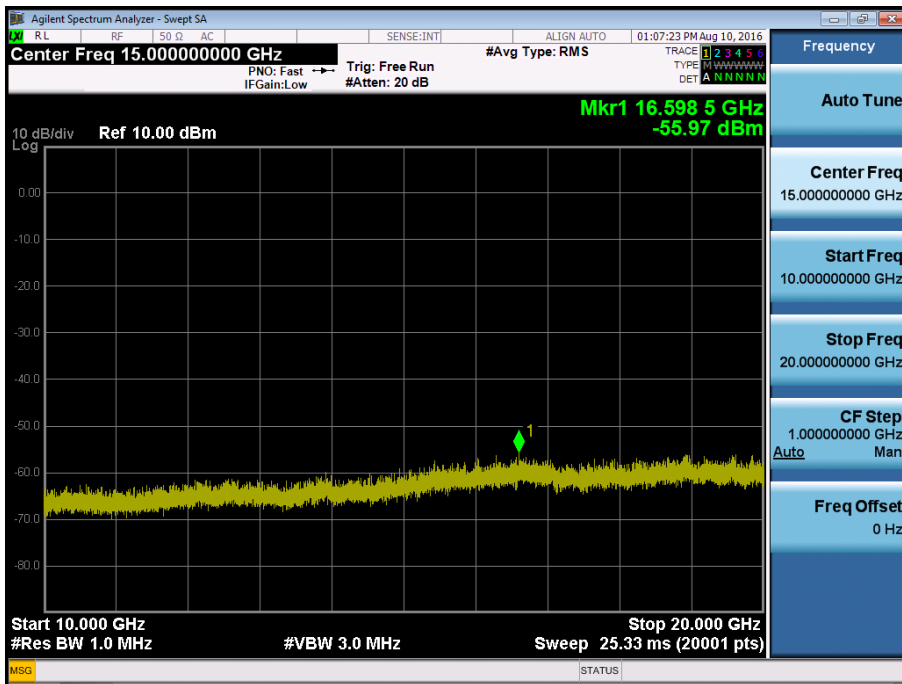 Agilent Spectrum Analyzer - Swept SA
LXI RL RF 50 Ω AC SENSE:INT ALIGN AUTO 01:07:23 PM Aug 10, 2016
Center Freq 15.000000000 GHz
PNO: Fast
IFGain:Low
Trig: Free Run
#Atten: 20 dB
#Avg Type: RMS
TRACE 1 2 3 4 5 6
TYPE M WWWWW
DET A N N N N N
Mkr1 16.598 5 GHz
-55.97 dBm
10 dB/div Ref 10.00 dBm
Log
0.00
-10.0
-20.0
-30.0
-40.0
-50.0
-60.0
-70.0
-80.0
1
Start 10.000 GHz Stop 20.000 GHz
#Res BW 1.0 MHz #VBW 3.0 MHz Sweep 25.33 ms (20001 pts)
MSG STATUS
Frequency
Auto Tune
Center Freq
15.000000000 GHz
Start Freq
10.000000000 GHz
Stop Freq
20.000000000 GHz
CF Step
1.000000000 GHz
Auto Man
Freq Offset
0 Hz